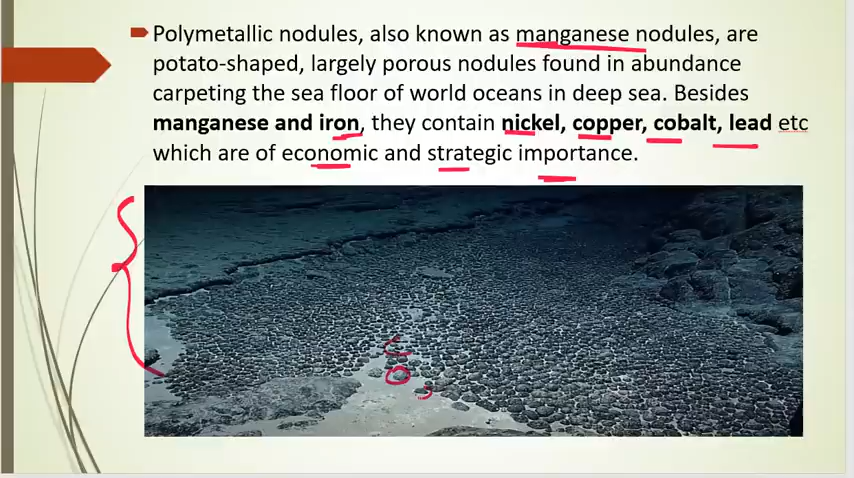 Polymetallic nodules, also known as manganese nodules, are
potato-shaped, largely porous nodules found in abundance
carpeting the sea floor of world oceans in deep sea. Besides
manganese and iron, they contain nickel, copper, cobalt, lead etc
which are of economic and strategic importance.